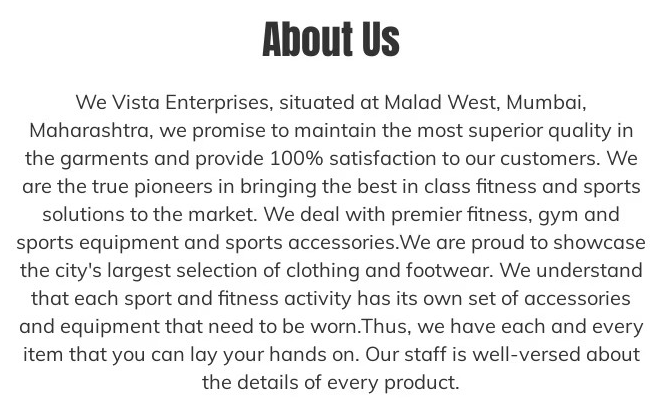 About Us
We Vista Enterprises, situated at Malad West, Mumbai,
Maharashtra, we promise to maintain the most superior quality in
the garments and provide 100% satisfaction to our customers. We
are the true pioneers in bringing the best in class fitness and sports
solutions to the market. We deal with premier fitness, gym and
sports equipment and sports accessories.We are proud to showcase
the city's largest selection of clothing and footwear. We understand
that each sport and fitness activity has its own set of accessories
and equipment that need to be worn.Thus, we have each and every
item that you can lay your hands on. Our staff is well-versed about
the details of every product.